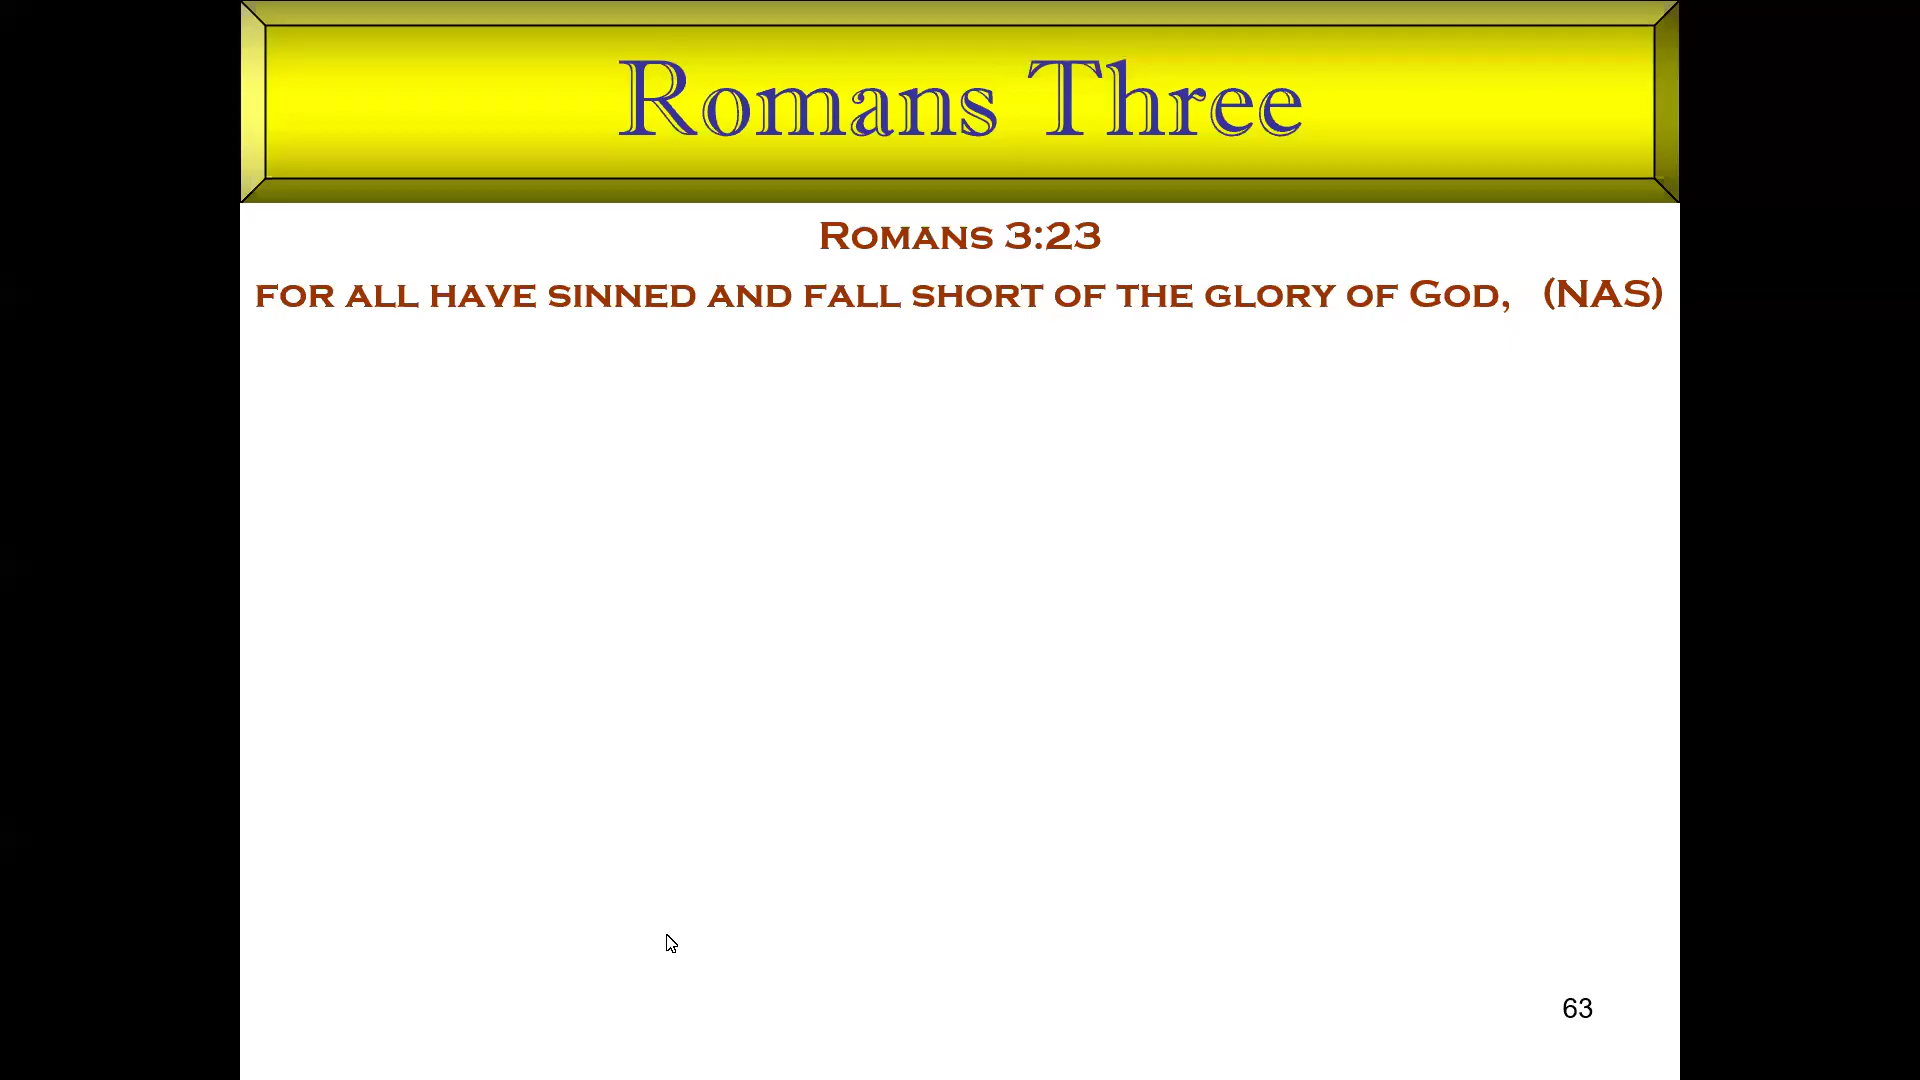 Romans Three
Romans 3:23
for all have sinned and fall short of the glory of God, (NAS)
63